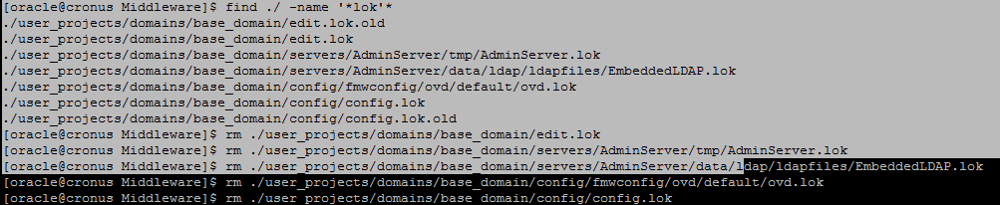 [oracle@cronus Middleware]$ find ./ -name '*lok'*
./user_projects/domains/base_domain/edit.lok.old
./user_projects/domains/base_domain/edit.lok
./user_projects/domains/base_domain/servers/AdminServer/tmp/AdminServer.lok
./user_projects/domains/base_domain/servers/AdminServer/data/ldap/ldapfiles/EmbeddedLDAP.lok
./user_projects/domains/base_domain/config/fmwconfig/ovd/default/ovd.lok
./user_projects/domains/base_domain/config/config.lok
./user_projects/domains/base_domain/config/config.lok.old
[oracle@cronus Middleware]$ rm ./user_projects/domains/base_domain/edit.lok
[oracle@cronus Middleware]$ rm ./user_projects/domains/base_domain/servers/AdminServer/tmp/AdminServer.lok
[oracle@cronus Middleware]$ rm ./user_projects/domains/base_domain/servers/AdminServer/data/ldap/ldapfiles/EmbeddedLDAP.lok
[oracle@cronus Middleware]$ rm ./user_projects/domains/base_domain/config/fmwconfig/ovd/default/ovd.lok
[oracle@cronus Middleware]$ rm ./user_projects/domains/base_domain/config/config.lok